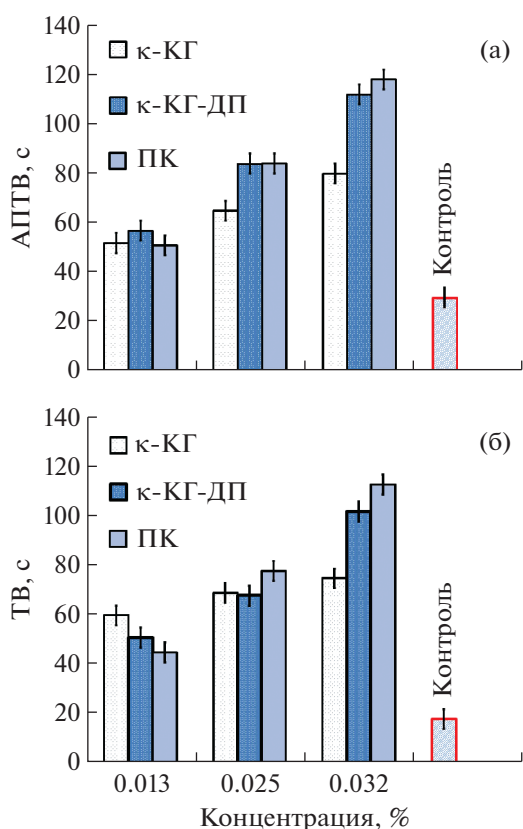 140
120
100
80
60
40
20
0
АПТВ, с
κ-КГ
κ-КГ-ДП
ПК
(а)
Контроль
140
120
100
80
60
40
20
0
ТВ, с
κ-КГ
κ-КГ-ДП
ПК
(б)
Контроль
0.013 0.025 0.032
Концентрация, %